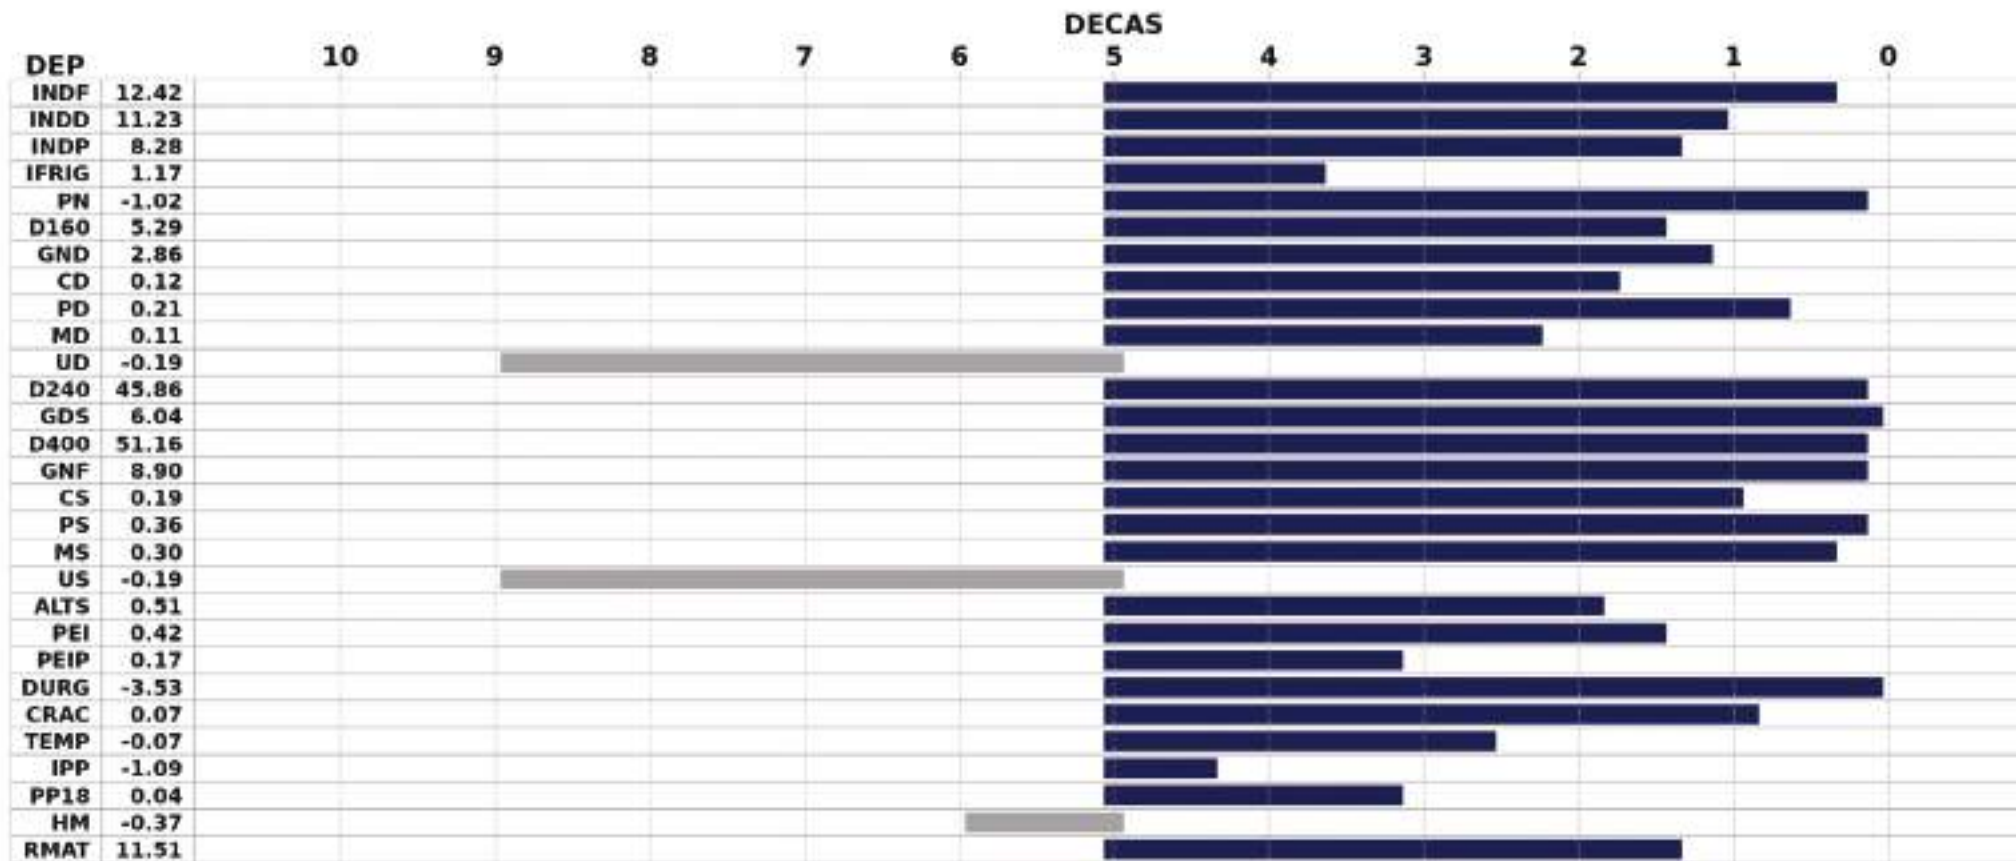 DECAS
DEP 10 9 8 7 6 5 4 3 2 1 0
INDF 12.42
INDD 11.23
INDP 8.28
IFRIG 1.17
PN -1.02
D160 5.29
GND 2.86
CD 0.12
PD 0.21
MD 0.11
UD -0.19
D240 45.86
GDS 6.04
D400 51.16
GNF 8.90
CS 0.19
PS 0.36
MS 0.30
US -0.19
ALTS 0.51
PEI 0.42
PEIP 0.17
DURG -3.53
CRAC 0.07
TEMP -0.07
IPP -1.09
PP18 0.04
HM -0.37
RMAT 11.51